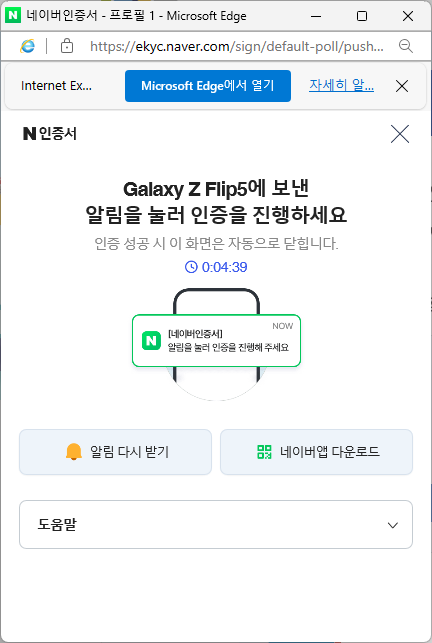 네이버인증서 - 프로필 1 - Microsoft Edge
https://ekyc.naver.com/sign/default-poll/push...
Internet Ex...
Microsoft Edge에서 열기
자세히 알...
N 인증서
Galaxy Z Flip5에 보낸
알림을 눌러 인증을 진행하세요
인증 성공 시 이 화면은 자동으로 닫힙니다.
0:04:39
NOW
[네이버인증서]
알림을 눌러 인증을 진행해 주세요
알림 다시 받기
네이버앱 다운로드
도움말